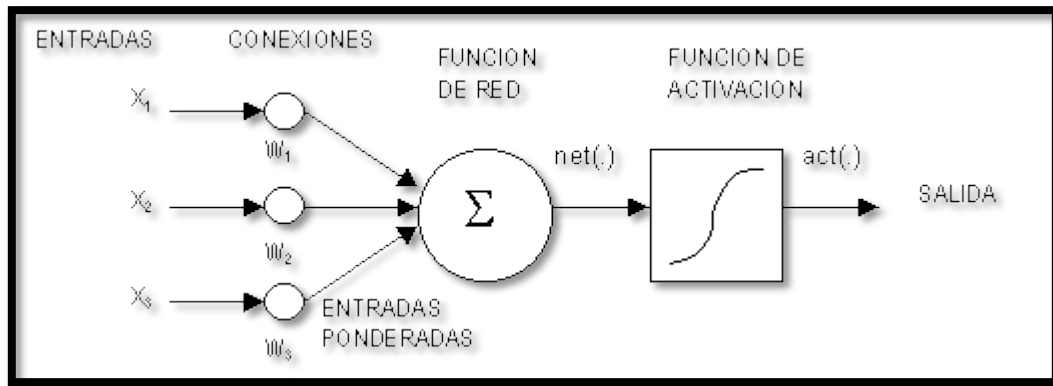 ENTRADAS
CONEXIONES
FUNCION
DE RED
FUNCION DE
ACTIVACION
X₁
W₁
X₂
W₂
X₃
W₃
ENTRADAS
PONDERADAS
Σ
net(.)
act(.)
SALIDA